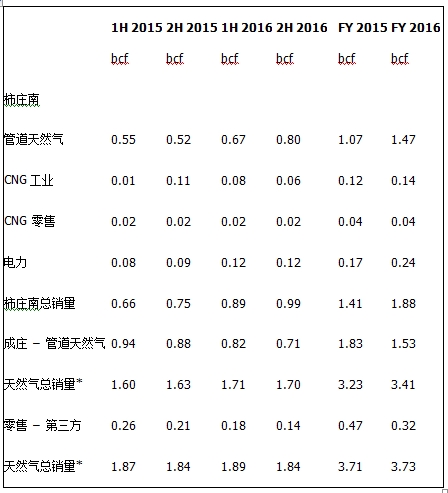 1H 2015 2H 2015 1H 2016 2H 2016 FY 2015 FY 2016
bcf bcf bcf bcf bcf bcf
柿庄南
管道天然气 0.55 0.52 0.67 0.80 1.07 1.47
CNG 工业 0.01 0.11 0.08 0.06 0.12 0.14
CNG 零售 0.02 0.02 0.02 0.02 0.04 0.04
电力 0.08 0.09 0.12 0.12 0.17 0.24
柿庄南总销量 0.66 0.75 0.89 0.99 1.41 1.88
成庄 – 管道天然气 0.94 0.88 0.82 0.71 1.83 1.53
天然气总销量* 1.60 1.63 1.71 1.70 3.23 3.41
零售 – 第三方 0.26 0.21 0.18 0.14 0.47 0.32
天然气总销量* 1.87 1.84 1.89 1.84 3.71 3.73